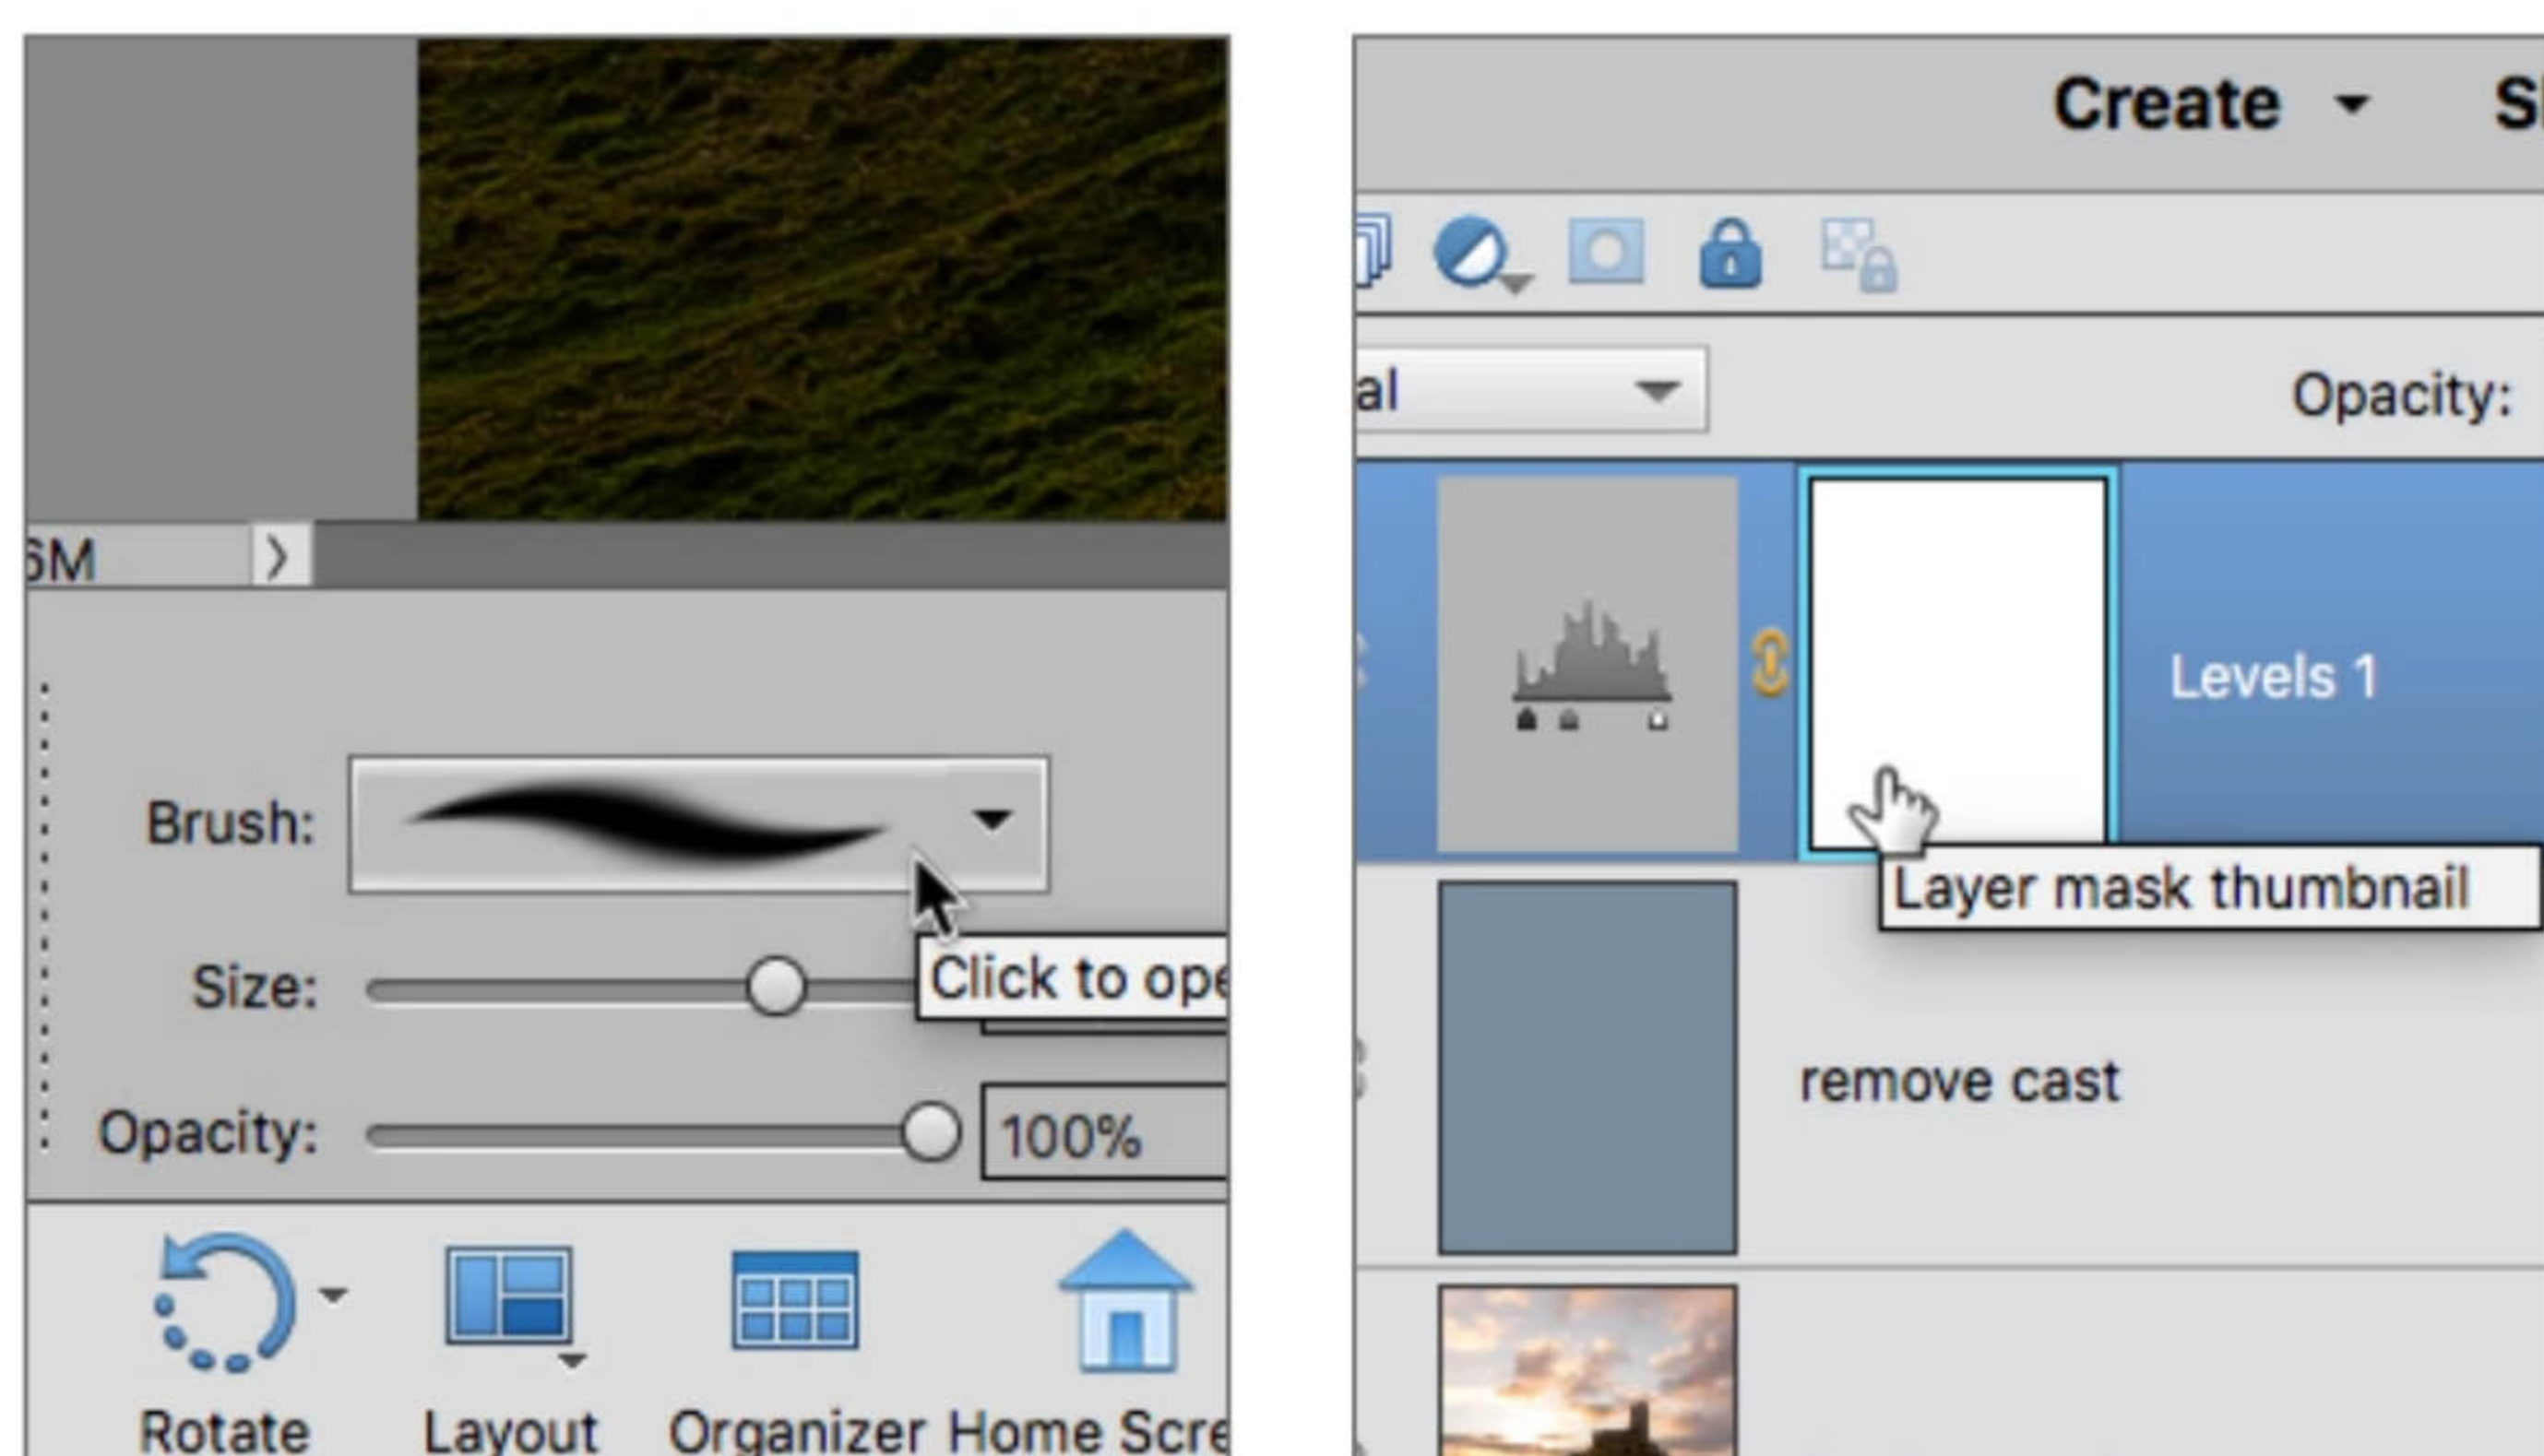 6M
Brush:
Size:
Click to ope
Opacity:
100%
Rotate
Layout
Organizer
Home Scre
Create
al
Opacity:
Levels 1
Layer mask thumbnail
remove cast